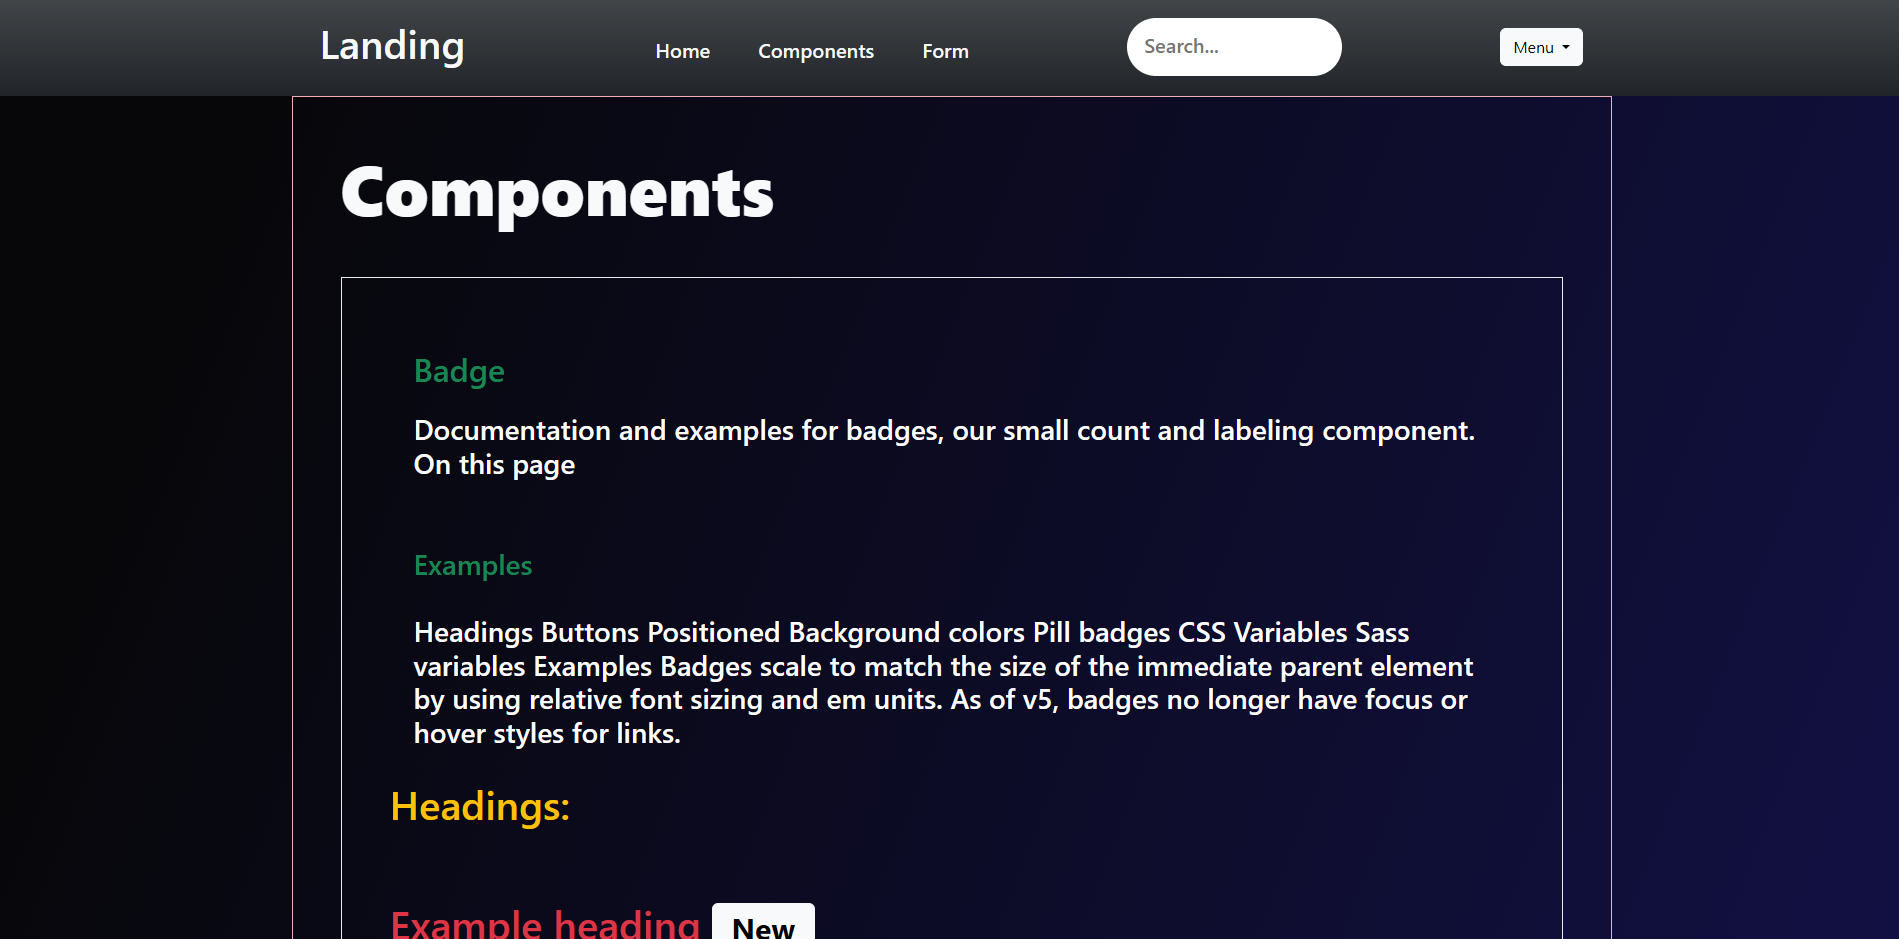 Landing
Home Components Form
Search...
Menu
Components
Badge
Documentation and examples for badges, our small count and labeling component.
On this page
Examples
Headings Buttons Positioned Background colors Pill badges CSS Variables Sass
variables Examples Badges scale to match the size of the immediate parent element
by using relative font sizing and em units. As of v5, badges no longer have focus or
hover styles for links.
Headings:
Example heading New